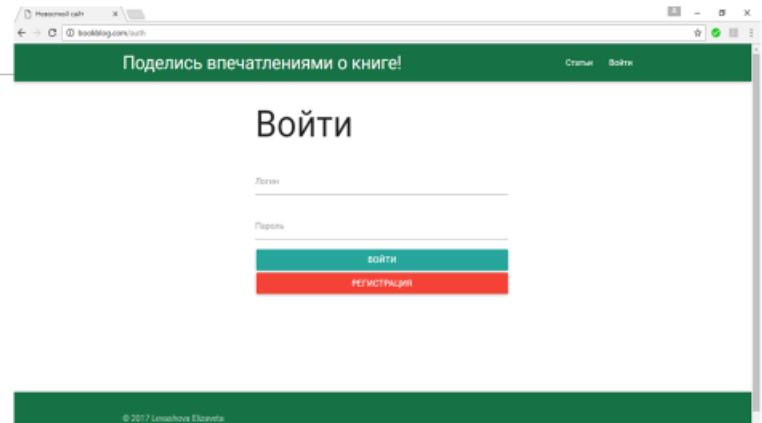 Новостной сайт
bookblog.com/auth
Поделись впечатлениями о книге!
Статьи Войти
Войти
Логин
Пароль
ВОЙТИ
РЕГИСТРАЦИЯ
© 2017 Levashova Elizaveta